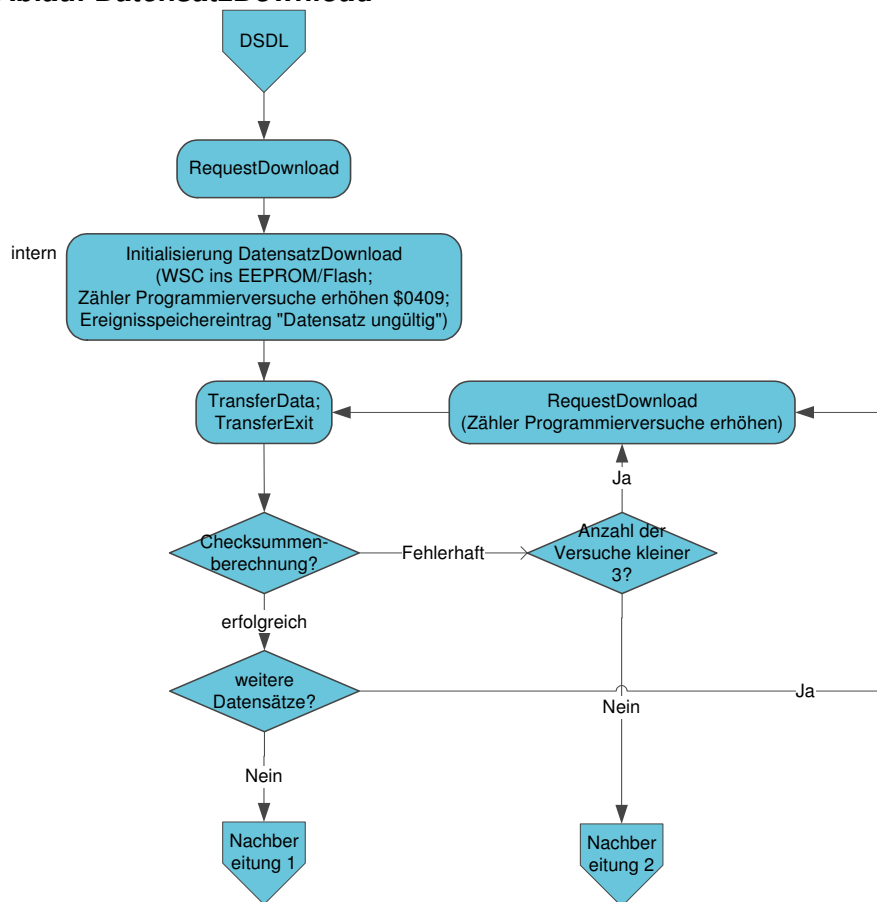 Ablauf DatensatzDownload
DSDL
RequestDownload
intern
Initialisierung DatensatzDownload
(WSC ins EEPROM/Flash;
Zähler Programmierversuche erhöhen $0409;
Ereignisspeichereintrag "Datensatz ungültig")
TransferData;
TransferExit
RequestDownload
(Zähler Programmierversuche erhöhen)
Ja
Checksummen-
berechnung?
Fehlerhaft
Anzahl der
Versuche kleiner
3?
erfolgreich
weitere
Datensätze?
Ja
Nein
Nein
Nachber
eitung 1
Nachber
eitung 2